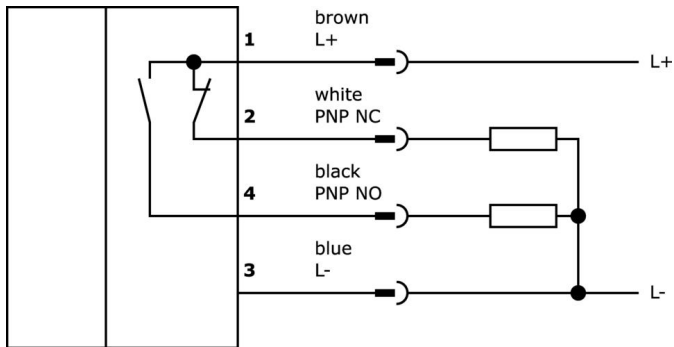 brown
1 L+
L+
white
2 PNP NC
black
4 PNP NO
blue
3 L-
L-